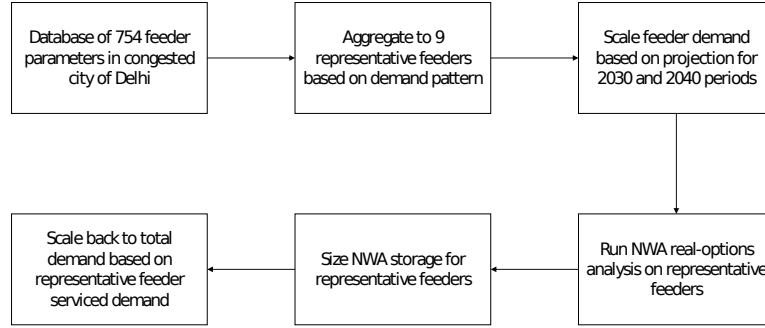 Database of 754 feeder
parameters in congested
city of Delhi
Aggregate to 9
representative feeders
based on demand pattern
Scale feeder demand
based on projection for
2030 and 2040 periods
Run NWA real-options
analysis on representative
feeders
Size NWA storage for
representative feeders
Scale back to total
demand based on
representative feeder
serviced demand